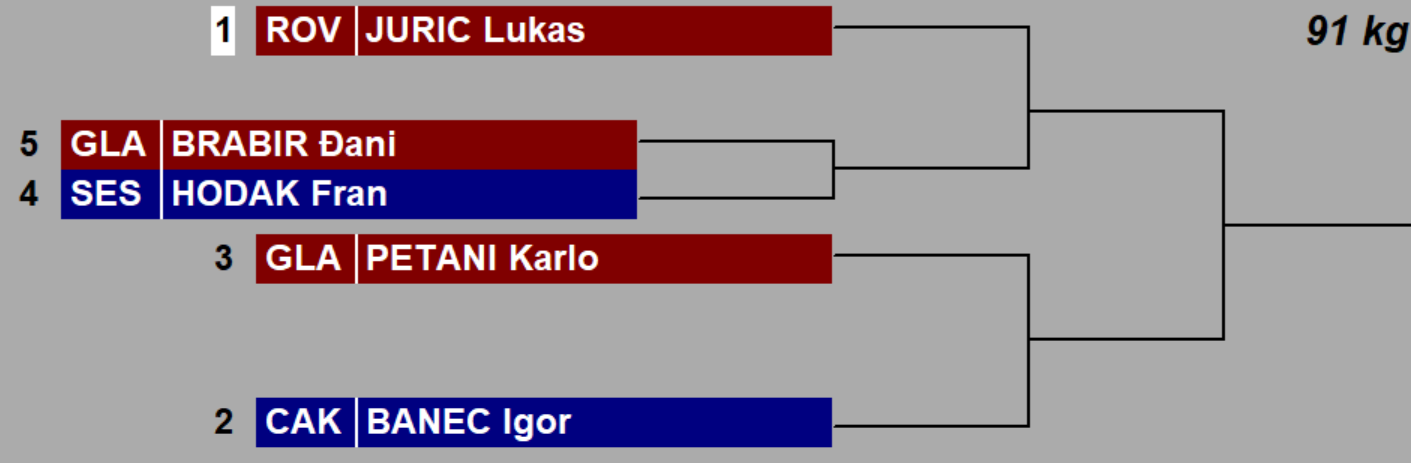 1 ROV JURIC Lukas 91 kg
5 GLA BRABIR Đani
4 SES HODAK Fran
3 GLA PETANI Karlo
2 CAK BANEC Igor